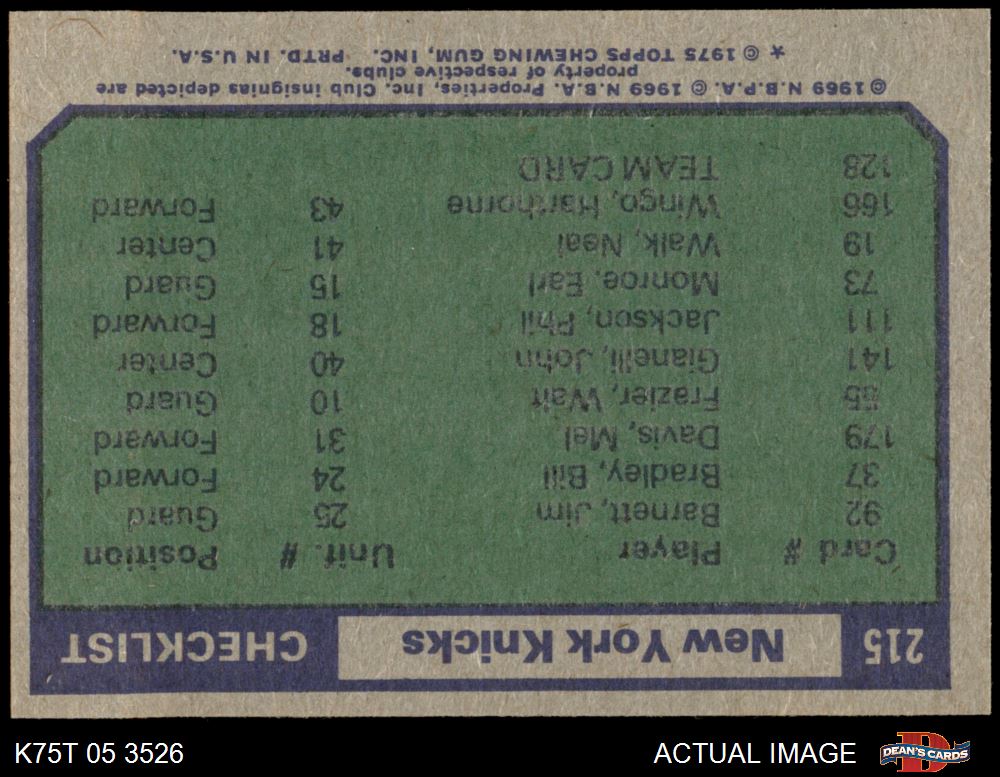 215 New York Knicks CHECKLIST
Card # Player Unif. # Position
92 Barnett, Jim 25 Guard
37 Bradley, Bill 24 Forward
179 Davis, Mel 31 Forward
55 Frazier, Walt 10 Guard
141 Gianelli, John 40 Center
111 Jackson, Phil 18 Forward
73 Monroe, Earl 15 Guard
19 Walk, Neal 41 Center
166 Wingo, Harthorne 43 Forward
128 TEAM CARD
© 1969 N.B.P.A. © 1969 N.B.A. Properties, Inc. Club insignias depicted are
property of respective clubs.
★ © 1975 TOPPS CHEWING GUM, INC. PRTD. IN U.S.A.
K75T 05 3526 ACTUAL IMAGE DEAN'S CARDS